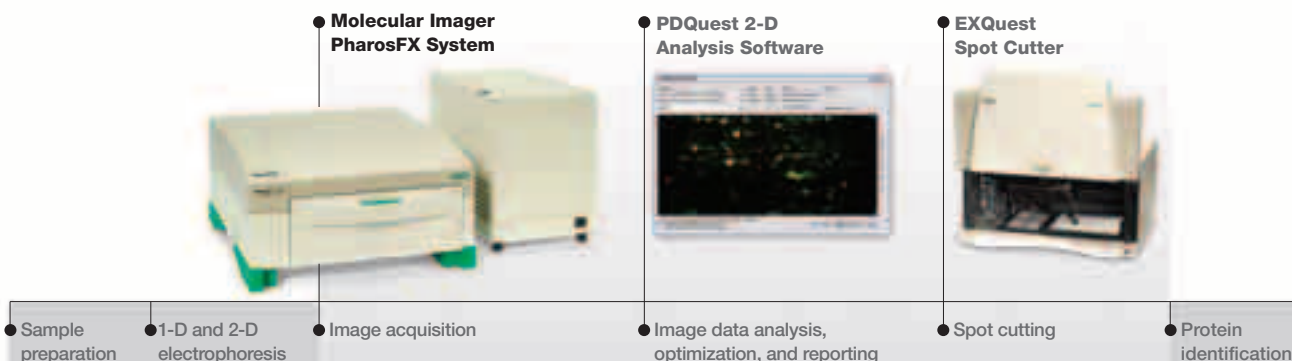 Molecular Imager
PharosFX System
PDQuest 2-D
Analysis Software
EXQuest
Spot Cutter
Sample
preparation
1-D and 2-D
electrophoresis
Image acquisition
Image data analysis,
optimization, and reporting
Spot cutting
Protein
identification